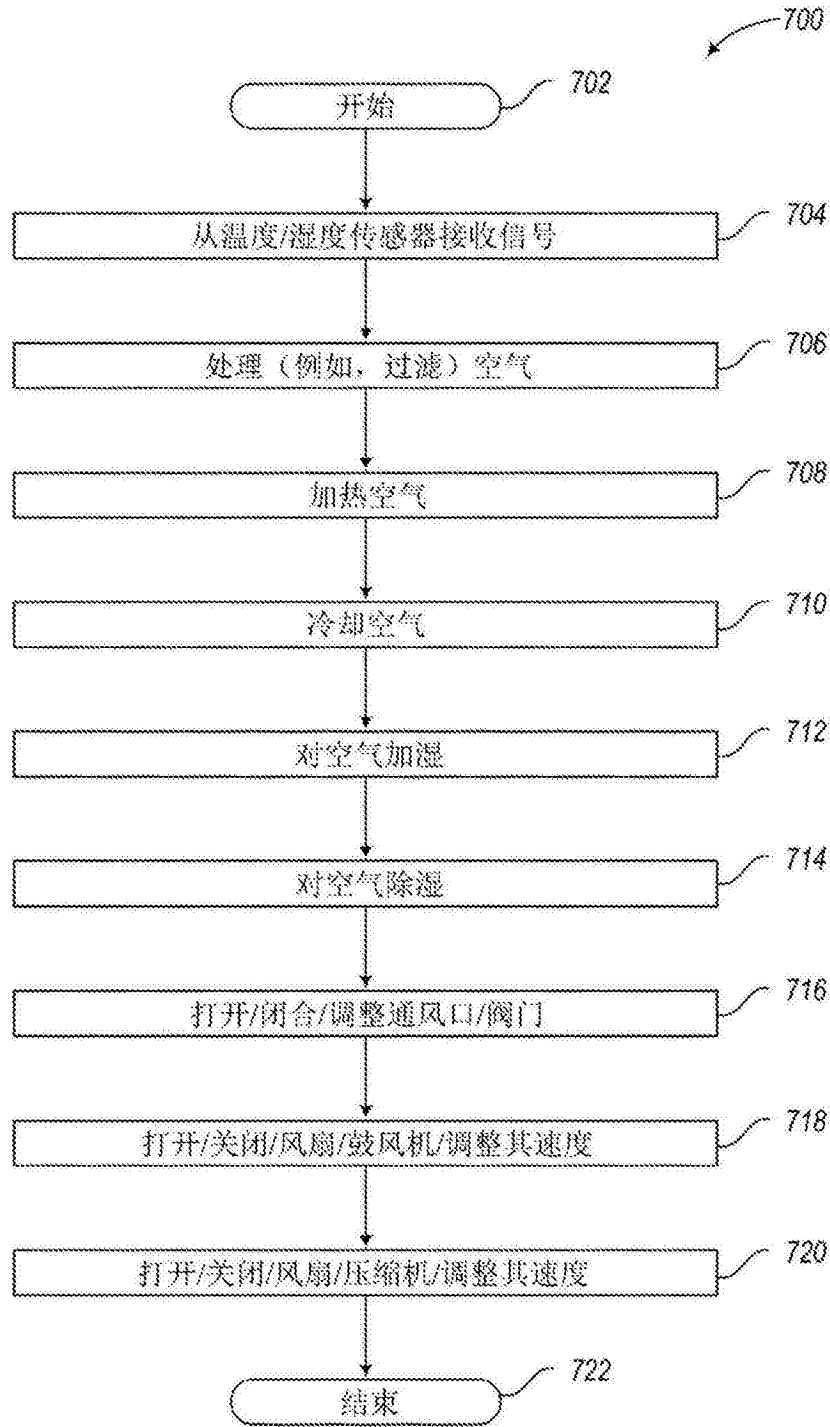 700
开始
702
从温度/湿度传感器接收信号
704
处理（例如、过滤）空气
706
加热空气
708
冷却空气
710
对空气加湿
712
对空气除湿
714
打开/闭合/调整通风口/阀门
716
打开/关闭/风扇/鼓风机/调整其速度
718
打开/关闭/风扇/压缩机/调整其速度
720
结束
722